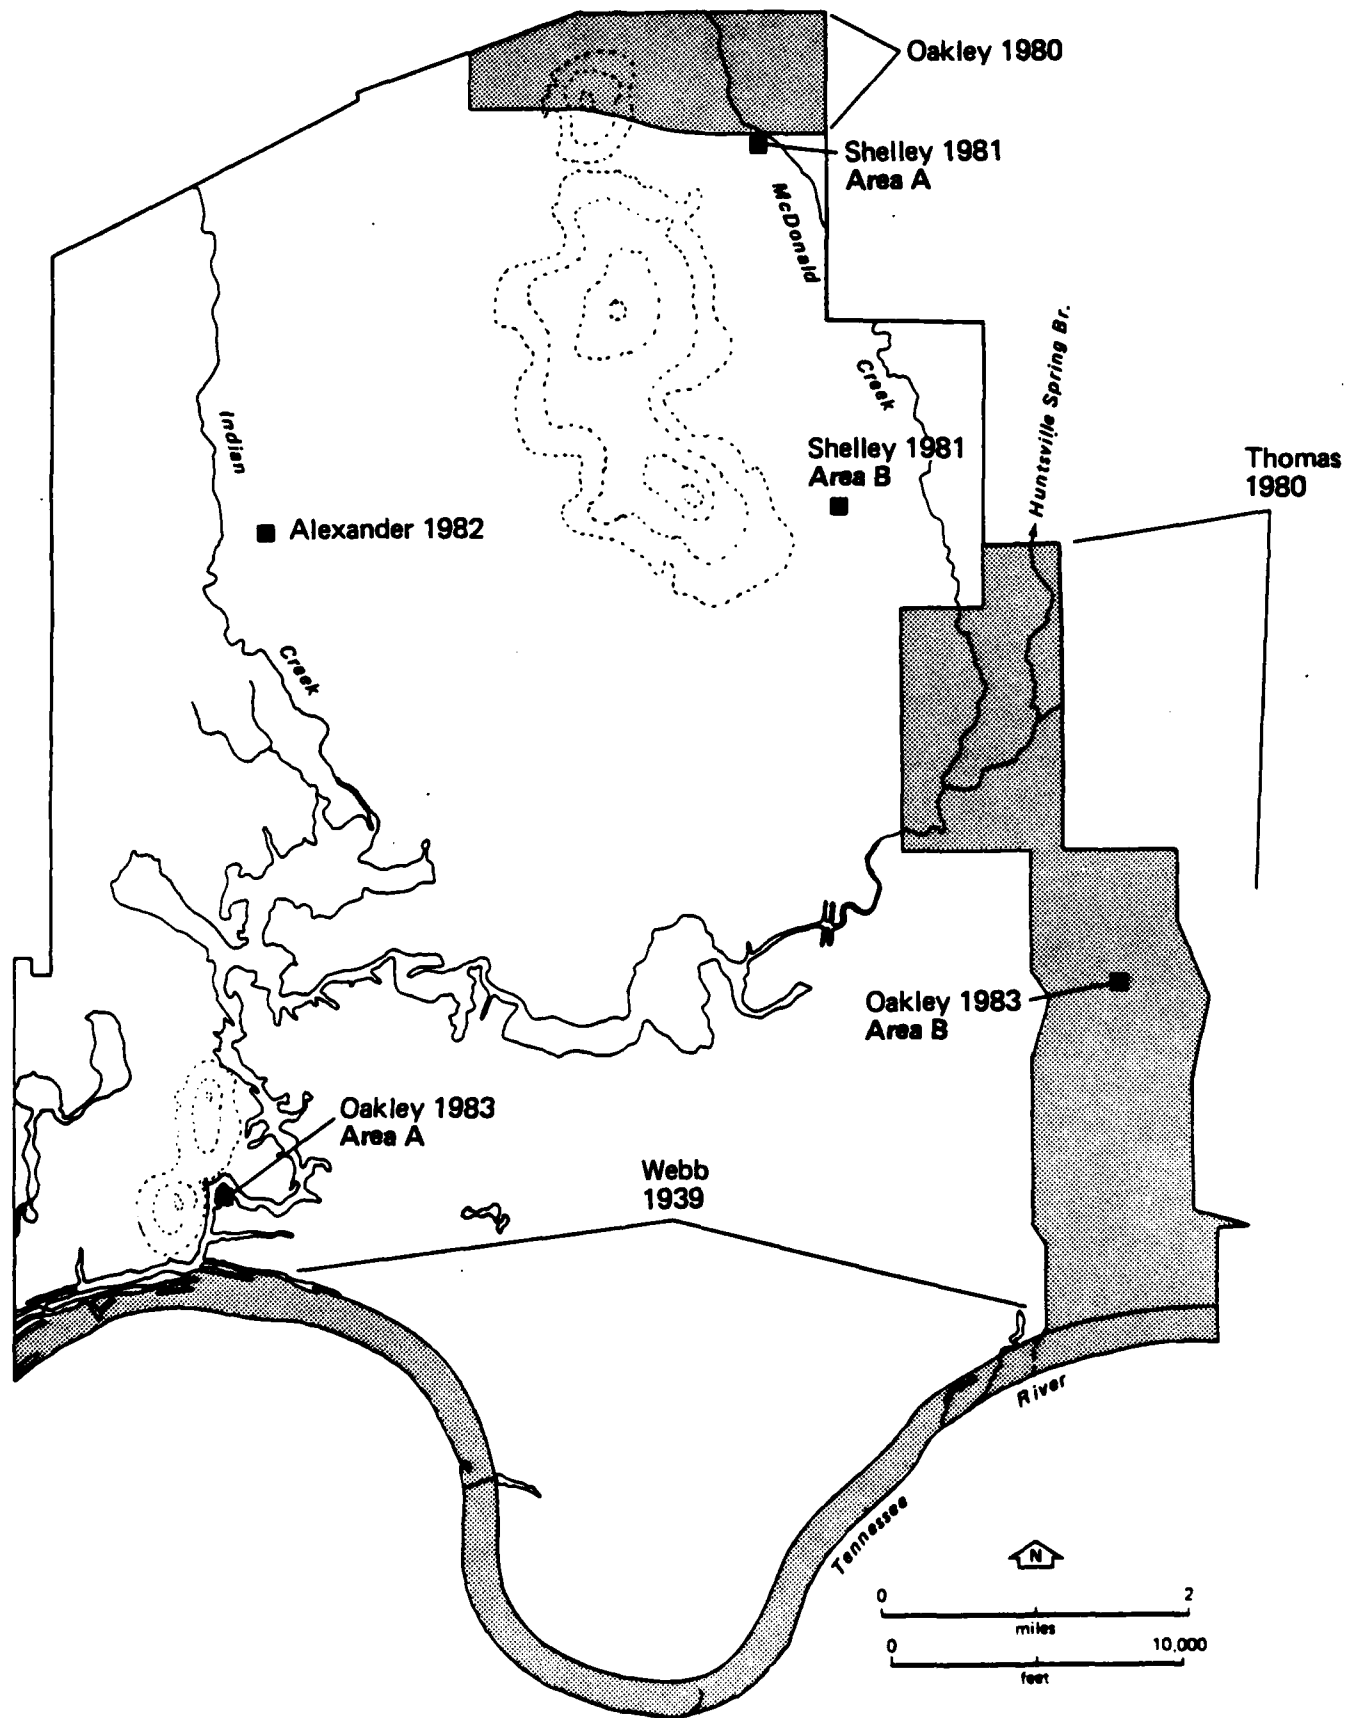 Oakley 1980
Shelley 1981
Area A
McDonald
Huntsville Spring Br.
Creek
Indian
Shelley 1981
Area B
Thomas
1980
Alexander 1982
Creek
Oakley 1983
Area B
Oakley 1983
Area A
Webb
1939
River
Tennessee
N
0 2
miles
0 10,000
feet